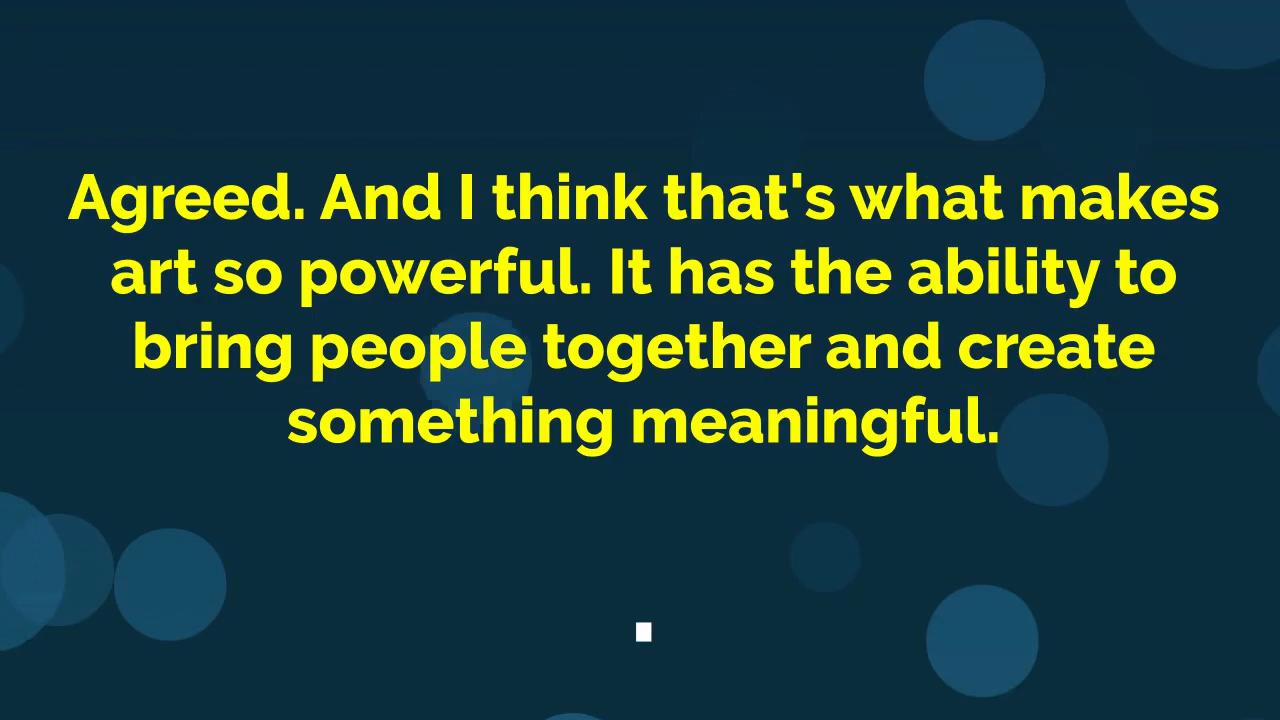 Agreed. And I think that's what makes
art so powerful. It has the ability to
bring people together and create
something meaningful.